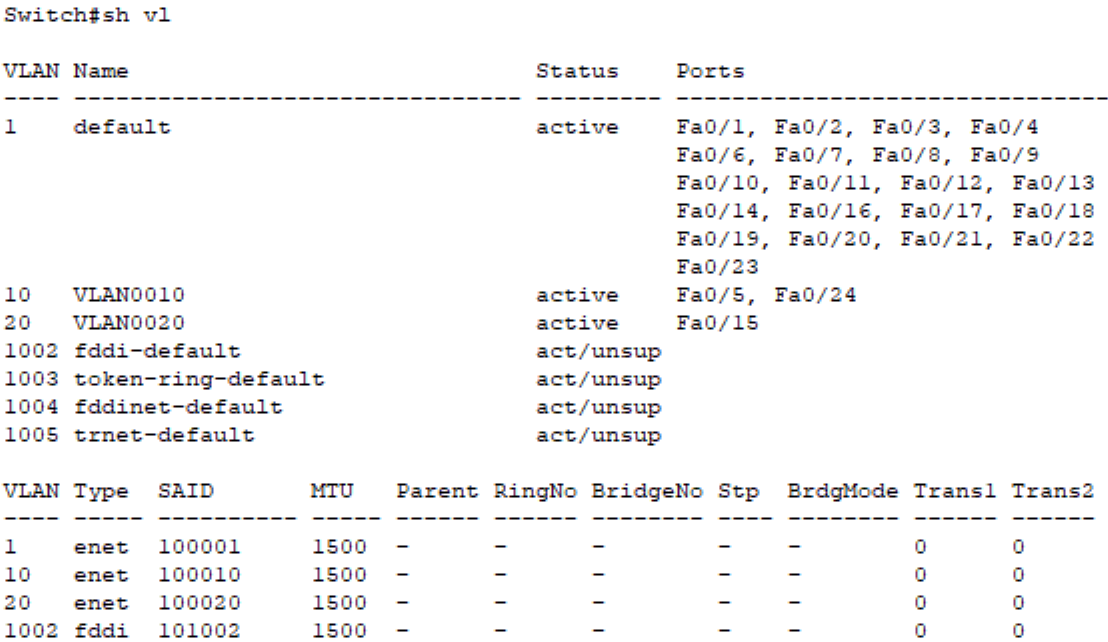 Switch#sh vl
VLAN Name                             Status    Ports
---- -------------------------------- --------- -------------------------------
1    default                          active    Fa0/1, Fa0/2, Fa0/3, Fa0/4
                                                Fa0/6, Fa0/7, Fa0/8, Fa0/9
                                                Fa0/10, Fa0/11, Fa0/12, Fa0/13
                                                Fa0/14, Fa0/16, Fa0/17, Fa0/18
                                                Fa0/19, Fa0/20, Fa0/21, Fa0/22
                                                Fa0/23
10   VLAN0010                         active    Fa0/5, Fa0/24
20   VLAN0020                         active    Fa0/15
1002 fddi-default                     act/unsup
1003 token-ring-default               act/unsup
1004 fddinet-default                  act/unsup
1005 trnet-default                    act/unsup
VLAN Type  SAID       MTU   Parent RingNo BridgeNo Stp  BrdgMode Trans1 Trans2
---- ----- ---------- ----- ------ ------ -------- ---- -------- ------ ------
1    enet  100001     1500  -      -      -        -    -        0      0
10   enet  100010     1500  -      -      -        -    -        0      0
20   enet  100020     1500  -      -      -        -    -        0      0
1002 fddi  101002     1500  -      -      -        -    -        0      0